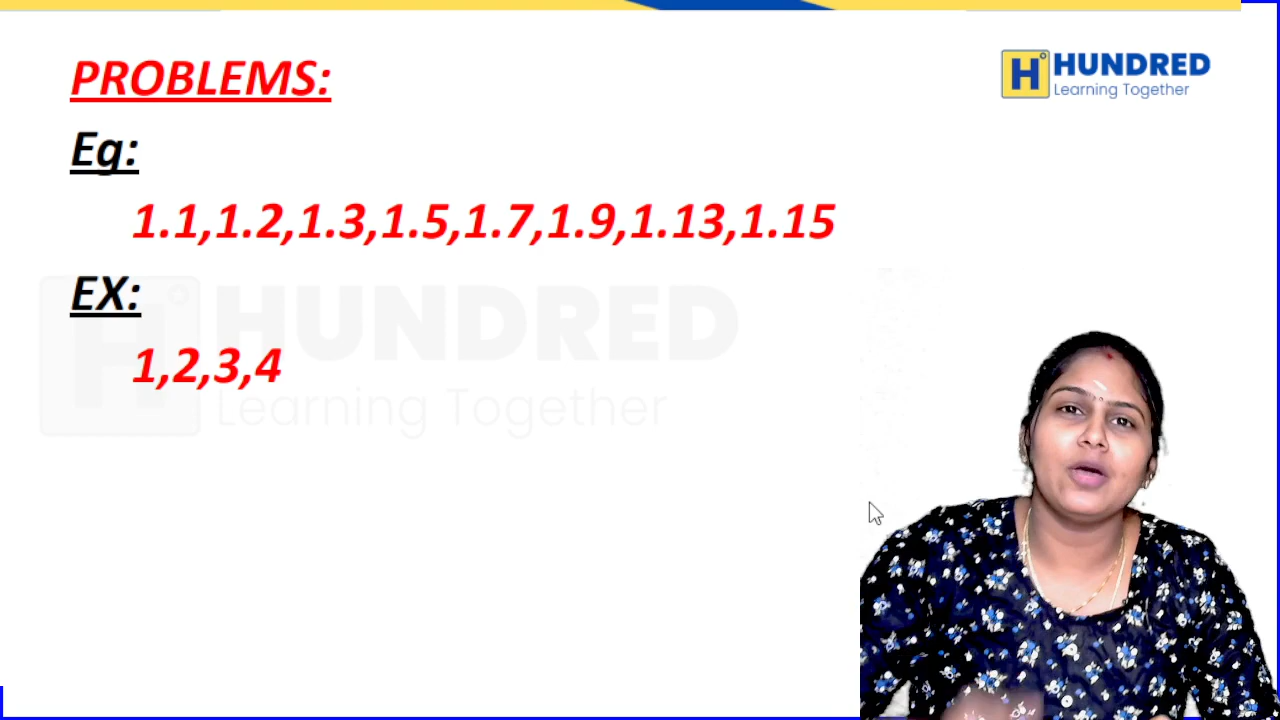 PROBLEMS:
H HUNDRED
Learning Together
Eg:
1.1,1.2,1.3,1.5,1.7,1.9,1.13,1.15
EX:
1,2,3,4
H HUNDRED
Learning Together